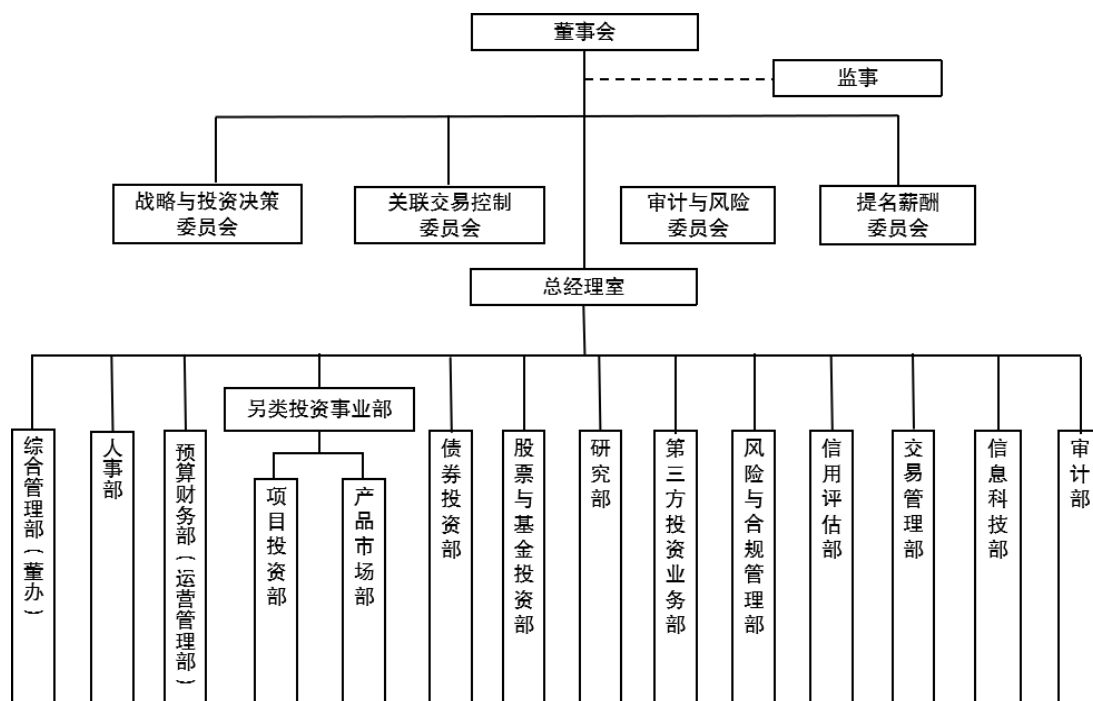 董事会
监事
战略与投资决策
委员会
关联交易控制
委员会
审计与风险
委员会
提名薪酬
委员会
总经理室
另类投资事业部
综合管理部（董办）
人事部
预算财务部（运营管理部）
项目投资部
产品市场部
债券投资部
股票与基金投资部
研究部
第三方投资业务部
风险与合规管理部
信用评估部
交易管理部
信息科技部
审计部